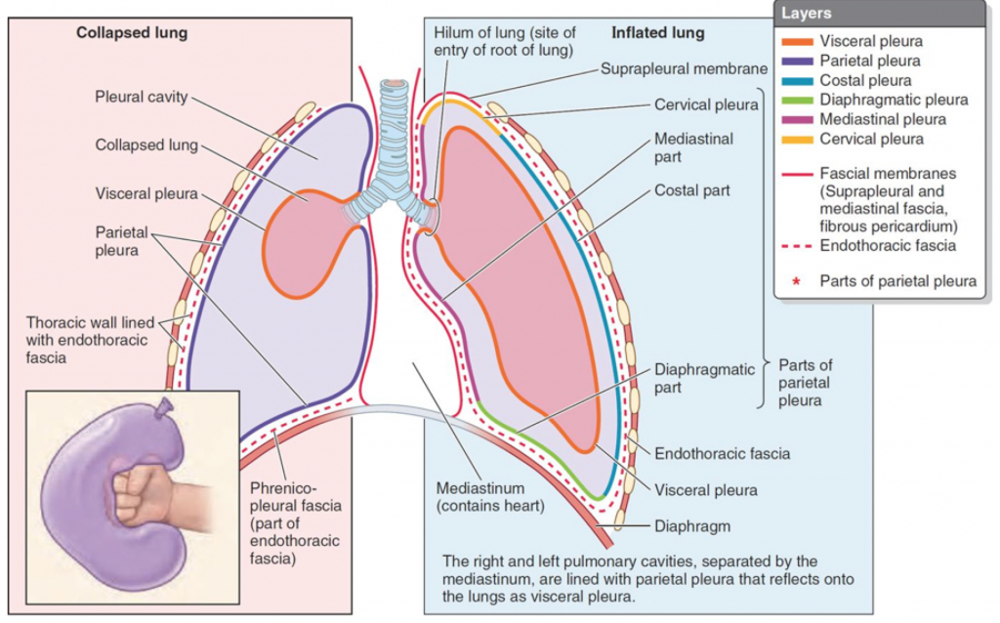 Collapsed lung
Pleural cavity
Collapsed lung
Visceral pleura
Parietal
pleura
Thoracic wall lined
with endothoracic
fascia
Phrenico-
pleural fascia
(part of
endothoracic
fascia)
Hilum of lung (site of
entry of root of lung)
Inflated lung
Suprapleural membrane
Cervical pleura
Mediastinal
part
Costal part
Diaphragmatic
part
Parts of
parietal
pleura
Endothoracic fascia
Visceral pleura
Diaphragm
Mediastinum
(contains heart)
The right and left pulmonary cavities, separated by the
mediastinum, are lined with parietal pleura that reflects onto
the lungs as visceral pleura.
Layers
Visceral pleura
Parietal pleura
Costal pleura
Diaphragmatic pleura
Mediastinal pleura
Cervical pleura
Fascial membranes
(Suprapleural and
mediastinal fascia,
fibrous pericardium)
Endothoracic fascia
* Parts of parietal pleura